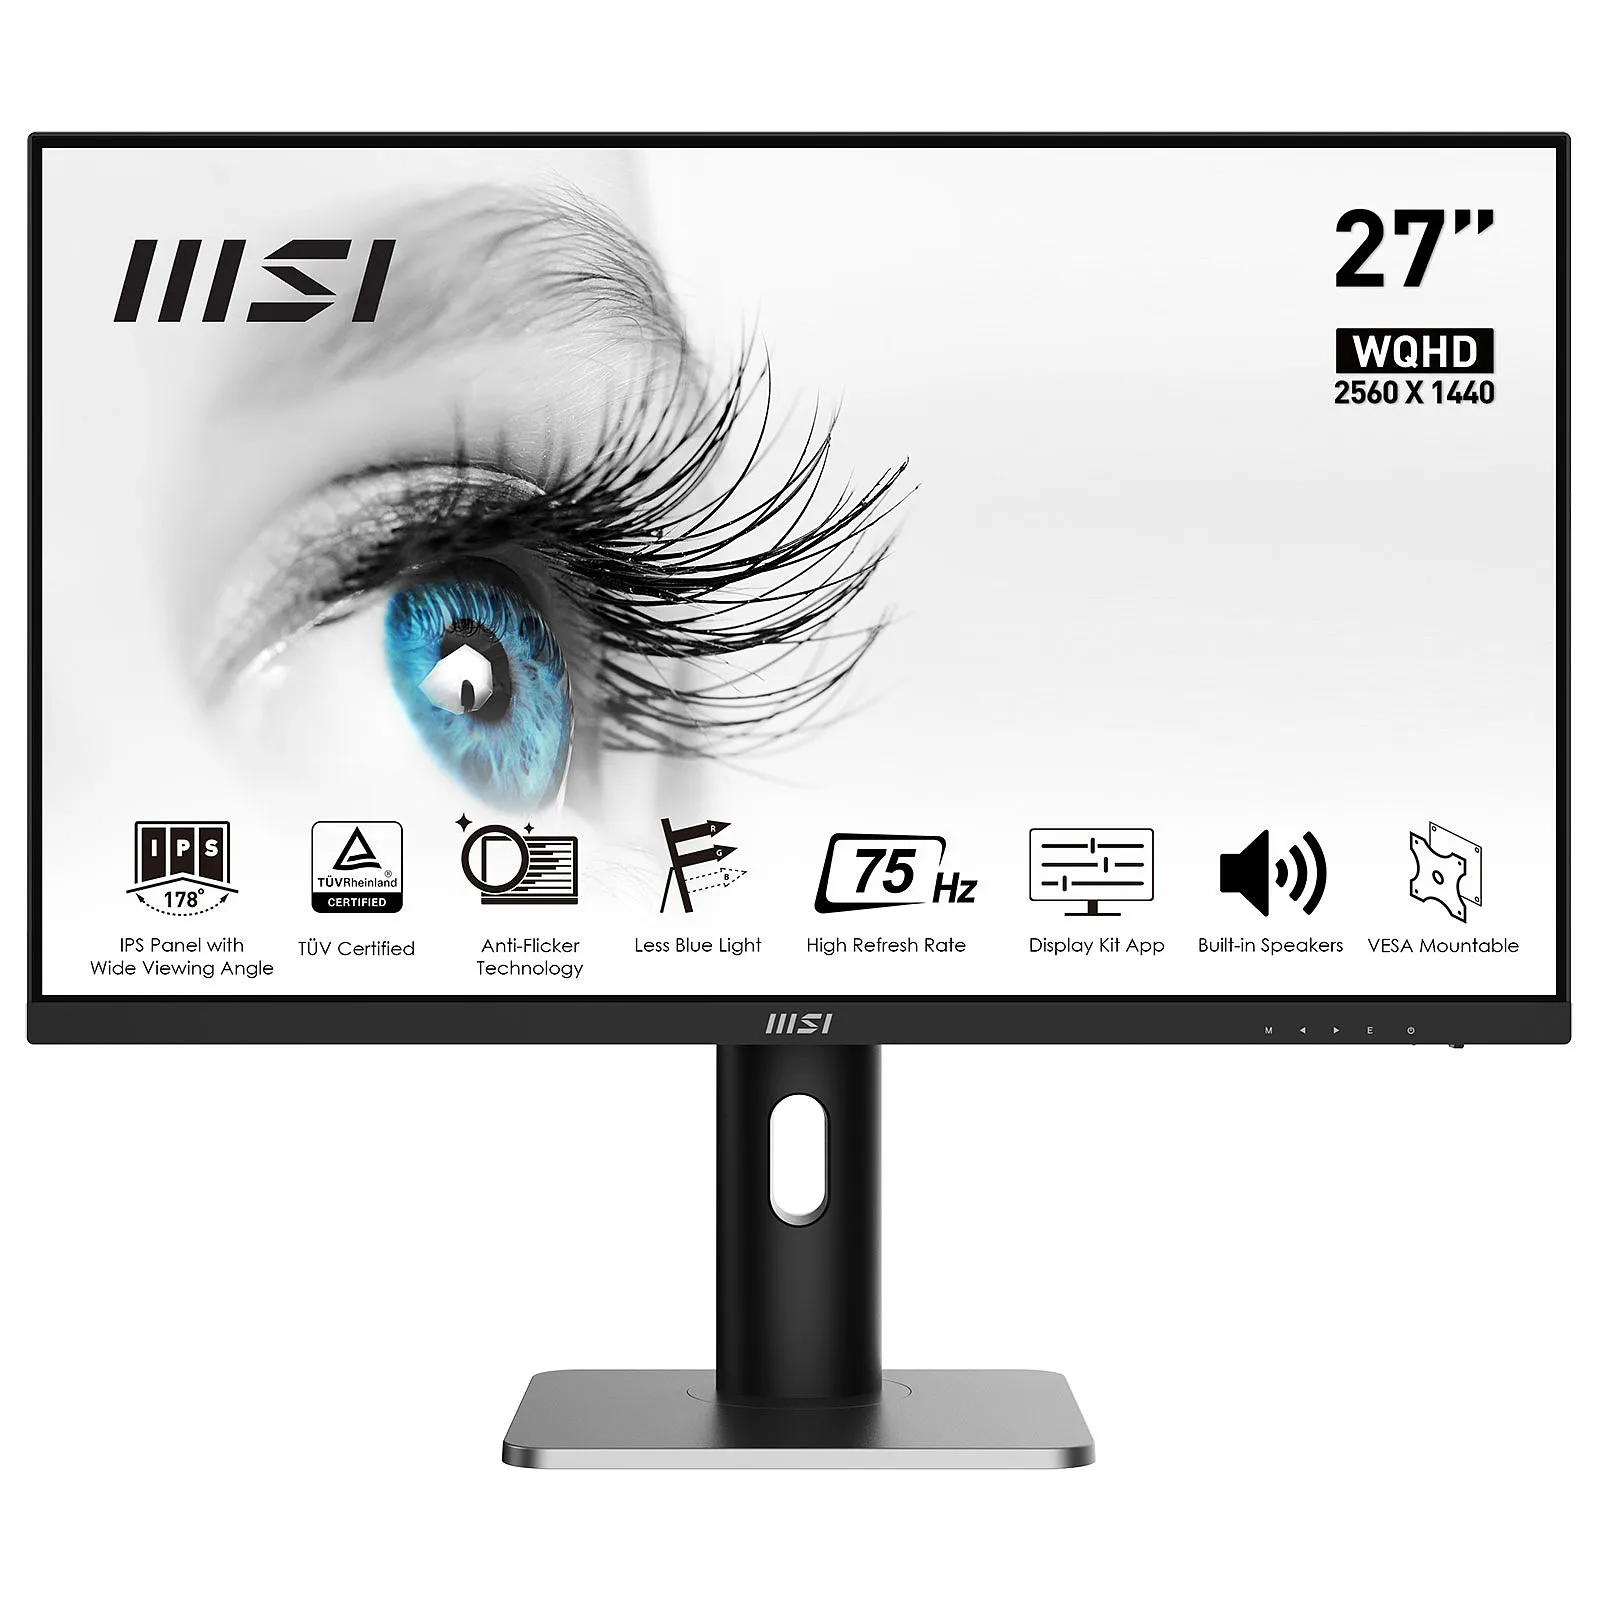 msi
27”
WQHD
2560 X 1440
IPS
178°
TÜVRheinland®
CERTIFIED
R
G
B
75 Hz
IPS Panel with
Wide Viewing Angle
TÜV Certified
Anti-Flicker
Technology
Less Blue Light
High Refresh Rate
Display Kit App
Built-in Speakers
VESA Mountable
msi
M
E